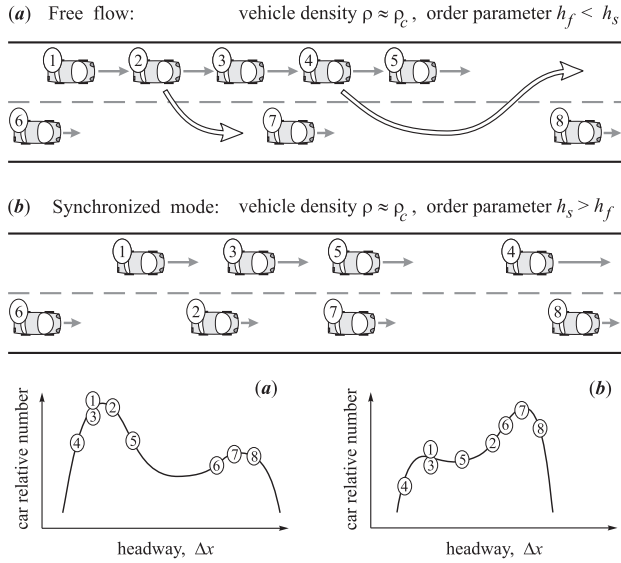 (a) Free flow: vehicle density ρ ≈ ρc , order parameter hf < hs
1 2 3 4 5
6 7 8
(b) Synchronized mode: vehicle density ρ ≈ ρc , order parameter hs > hf
1 3 5 4
6 2 7 8
(a)
car relative number
1
3
2
4
5
6
7
8
headway, Δx
(b)
car relative number
1
3
4
5
2
6
7
8
headway, Δx